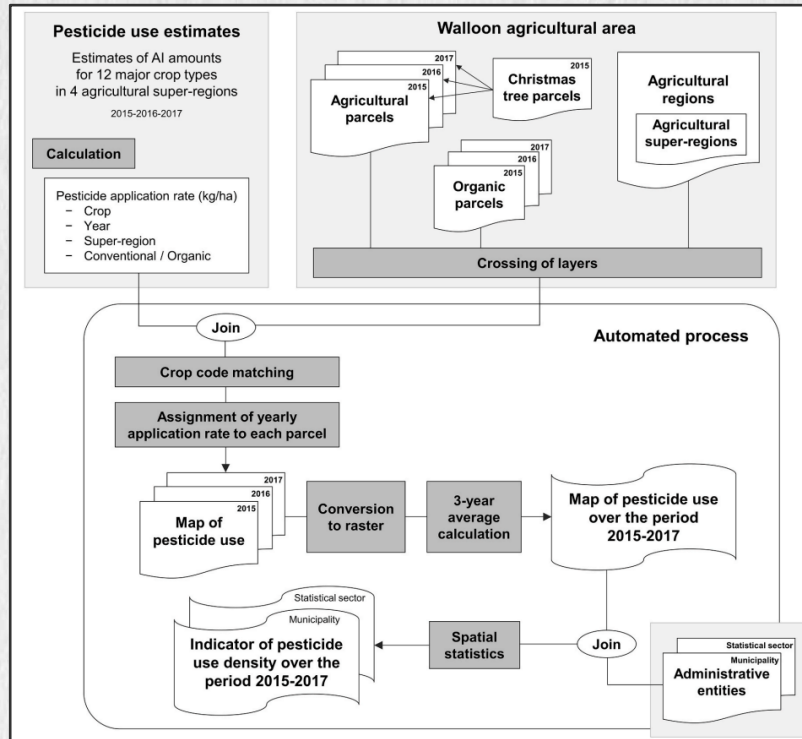 Pesticide use estimates
Estimates of AI amounts
for 12 major crop types
in 4 agricultural super-regions
2015-2016-2017
Calculation
Pesticide application rate (kg/ha)
− Crop
− Year
− Super-region
− Conventional / Organic
Walloon agricultural area
2017
2016
2015
Agricultural
parcels
2015
Christmas
tree parcels
2017
2016
2015
Organic
parcels
Agricultural
regions
Agricultural
super-regions
Crossing of layers
Automated process
Join
Crop code matching
Assignment of yearly
application rate to each parcel
2017
2016
2015
Map of
pesticide use
Conversion
to raster
3-year
average
calculation
Map of pesticide use
over the period
2015-2017
Statistical sector
Municipality
Indicator of pesticide
use density over the
period 2015-2017
Spatial
statistics
Join
Statistical sector
Municipality
Administrative
entities